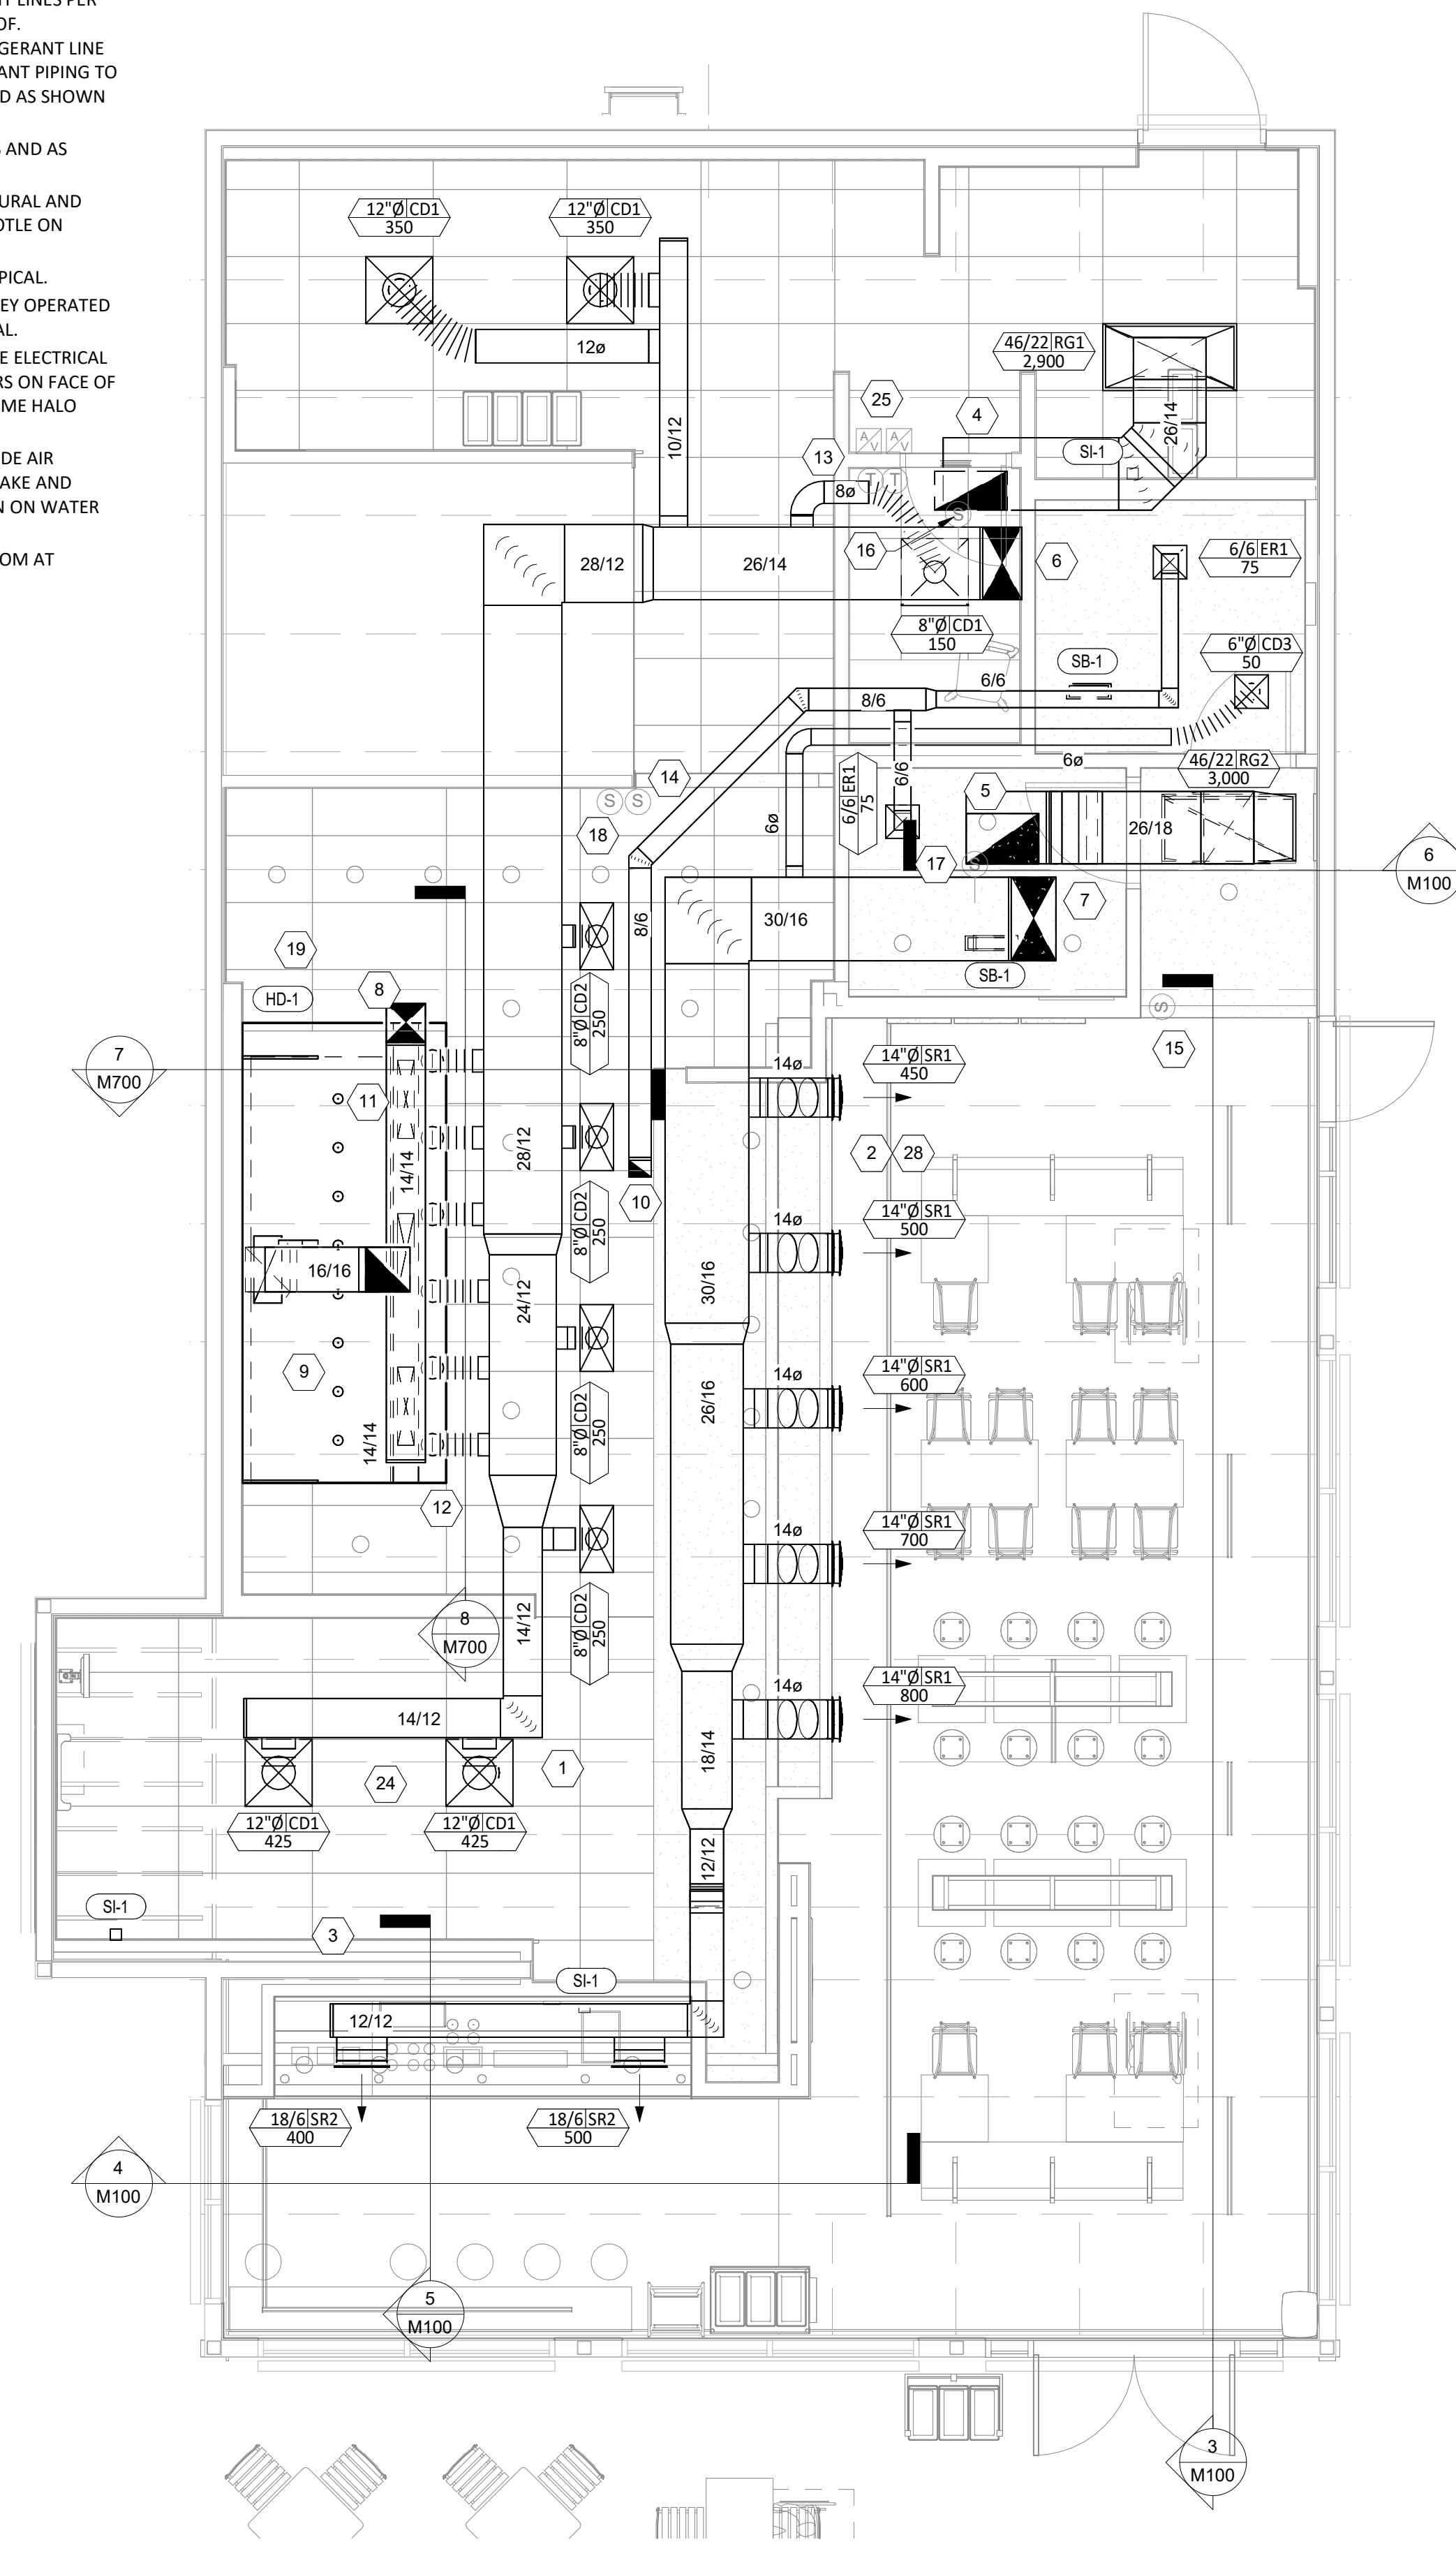 T LINES PER
OF.
GERANT LINE
ANT PIPING TO
D AS SHOWN
S AND AS
URAL AND
OTLE ON
PICAL.
EY OPERATED
AL.
E ELECTRICAL
RS ON FACE OF
ME HALO
DE AIR
AKE AND
N ON WATER
OM AT
12"Ø CD1
350
12"Ø CD1
350
12ø
10/12
46/22 RG1
2,900
26/14
25
4
SI-1
A
V
A
V
13
8ø
T
T
S
16
6
28/12
26/14
6/6 ER1
75
8"Ø CD1
150
6"Ø CD3
50
SB-1
6/6
8/6
6ø
46/22 RG2
3,000
14
S
S
18
6ø
6/6 ER1
75
6/6
5
26/18
6
M100
17
S
7
8/6
30/16
19
8
HD-1
SB-1
S
15
8"Ø CD2
250
7
M700
11
14/14
28/12
14ø
14"Ø SR1
450
2
28
10
8"Ø CD2
250
14ø
14"Ø SR1
500
16/16
24/12
30/16
9
14ø
14"Ø SR1
600
26/16
8"Ø CD2
250
14/14
12
14ø
14"Ø SR1
700
8
M700
14/12
8"Ø CD2
250
14ø
14"Ø SR1
800
14/12
18/14
24
1
12"Ø CD1
425
12"Ø CD1
425
12/12
SI-1
3
SI-1
12/12
18/6 SR2
400
18/6 SR2
500
4
M100
5
M100
3
M100